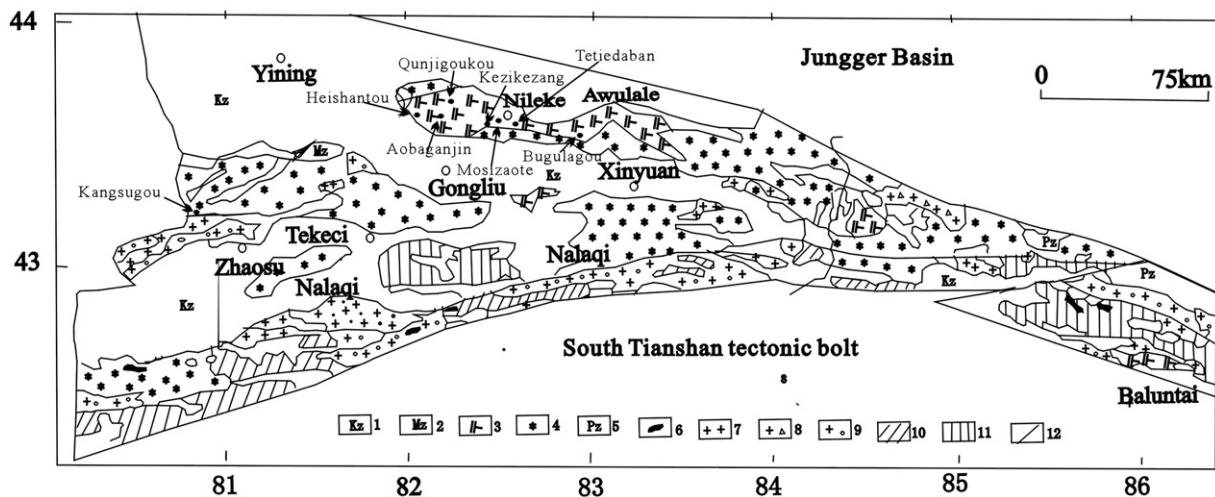 44
Jungger Basin
0 75km
Yining
Qunjigoukou
Tetiedaban
Kezikezang
Kz
Heishantou
Nileke
Awulale
Aobaganjin
Moslzaote
Bugulagou
Mz
Kz
Xinyuan
Kangsugou
Gongliu
Tekeci
43
Zhaosu
Nalaqi
Nalaqi
Pz
Kz
Pz
Kz
South Tianshan tectonic bolt
s
Baluntai
Kz 1 Mz 2 3 4 Pz 5 6 7 8 9 10 11 12
81 82 83 84 85 86